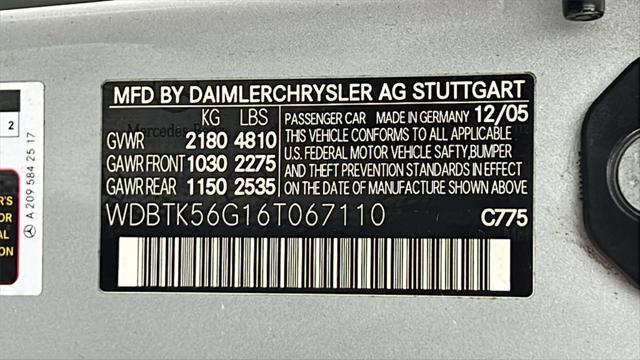 MFD BY DAIMLERCHRYSLER AG STUTTGART
KG LBS
GVWR 2180 4810
GAWR FRONT 1030 2275
GAWR REAR 1150 2535
PASSENGER CAR MADE IN GERMANY 12/05
THIS VEHICLE CONFORMS TO ALL APPLICABLE
U.S. FEDERAL MOTOR VEHICLE SAFTY,BUMPER
AND THEFT PREVENTION STANDARDS IN EFFECT
ON THE DATE OF MANUFACTURE SHOWN ABOVE
WDBTK56G16T067110 C775
2
A 209 584 25 17